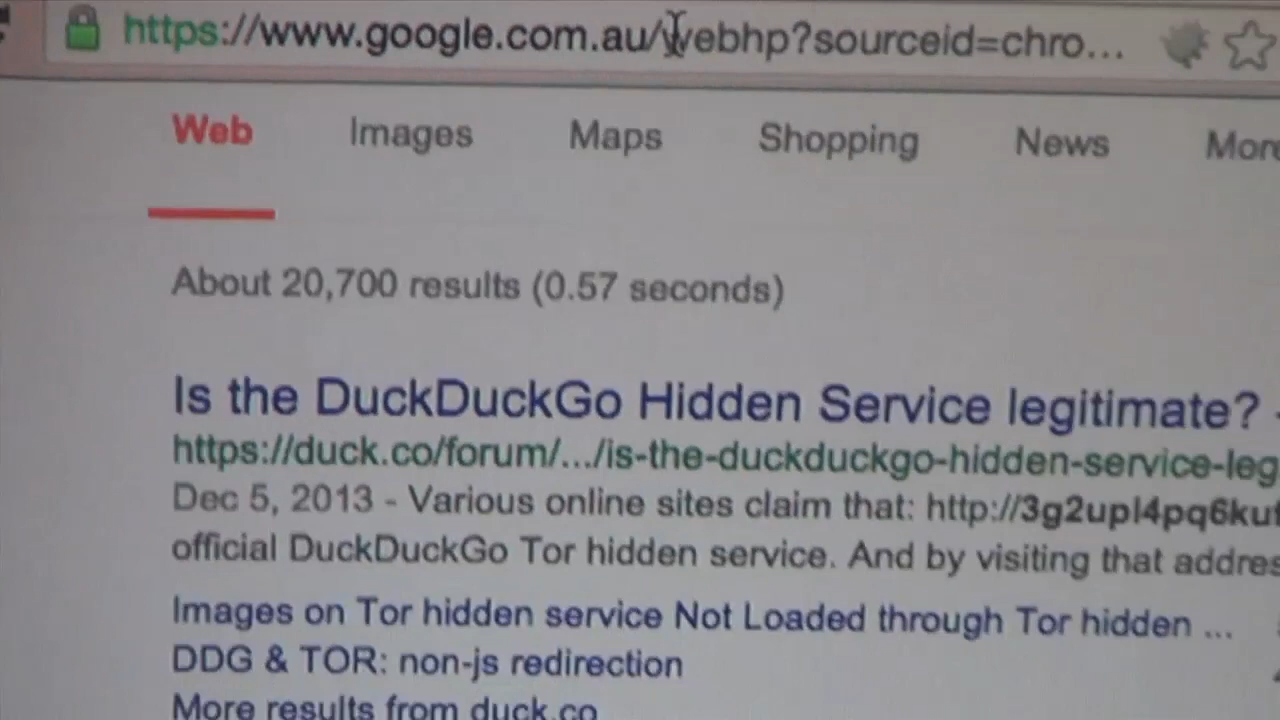 https://www.google.com.au/webhp?sourceid=chro...
Web Images Maps Shopping News
About 20,700 results (0.57 seconds)
Is the DuckDuckGo Hidden Service legitimate?
https://duck.co/forum/.../is-the-duckduckgo-hidden-service-leg
Dec 5, 2013 - Various online sites claim that: http://3g2upl4pq6ku
official DuckDuckGo Tor hidden service. And by visiting that addres
Images on Tor hidden service Not Loaded through Tor hidden ...
DDG & TOR: non-js redirection
More results from duck.co